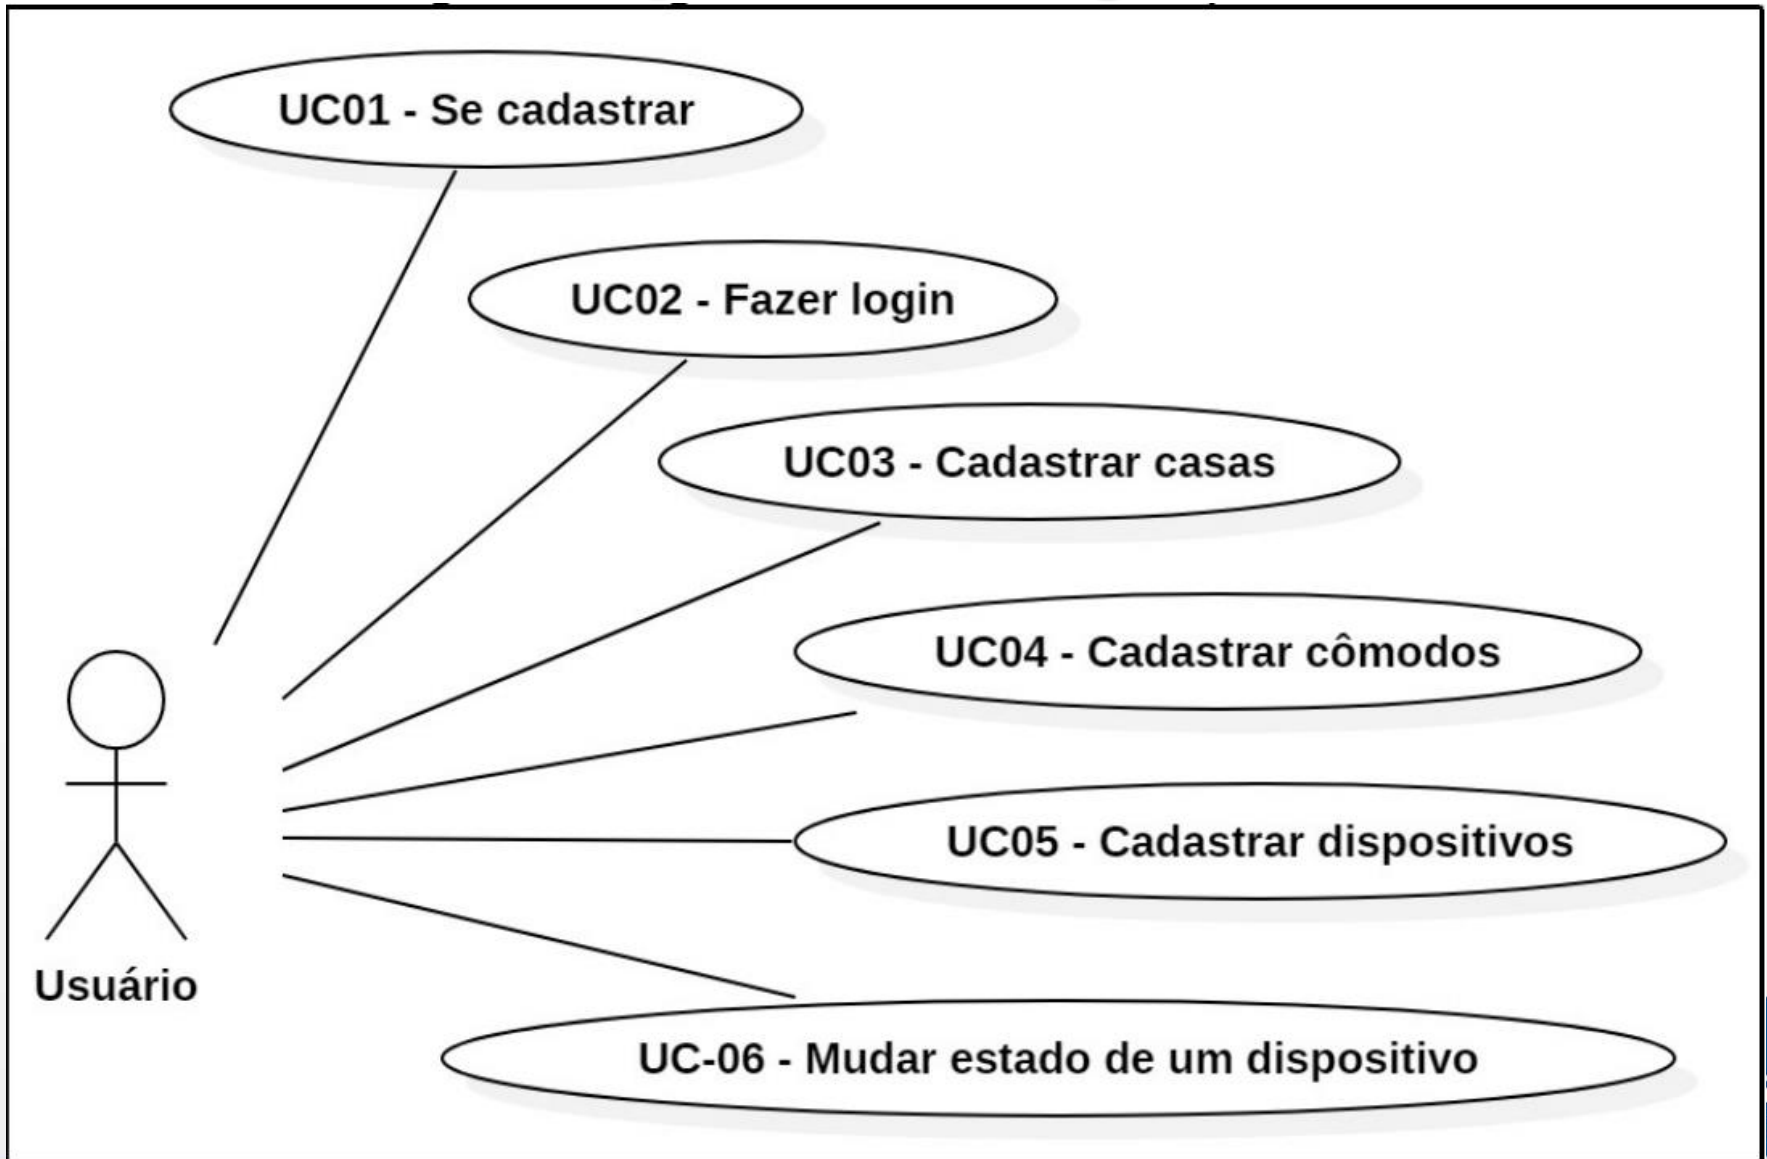 UC01 - Se cadastrar
UC02 - Fazer login
UC03 - Cadastrar casas
UC04 - Cadastrar cômodos
UC05 - Cadastrar dispositivos
Usuário
UC-06 - Mudar estado de um dispositivo